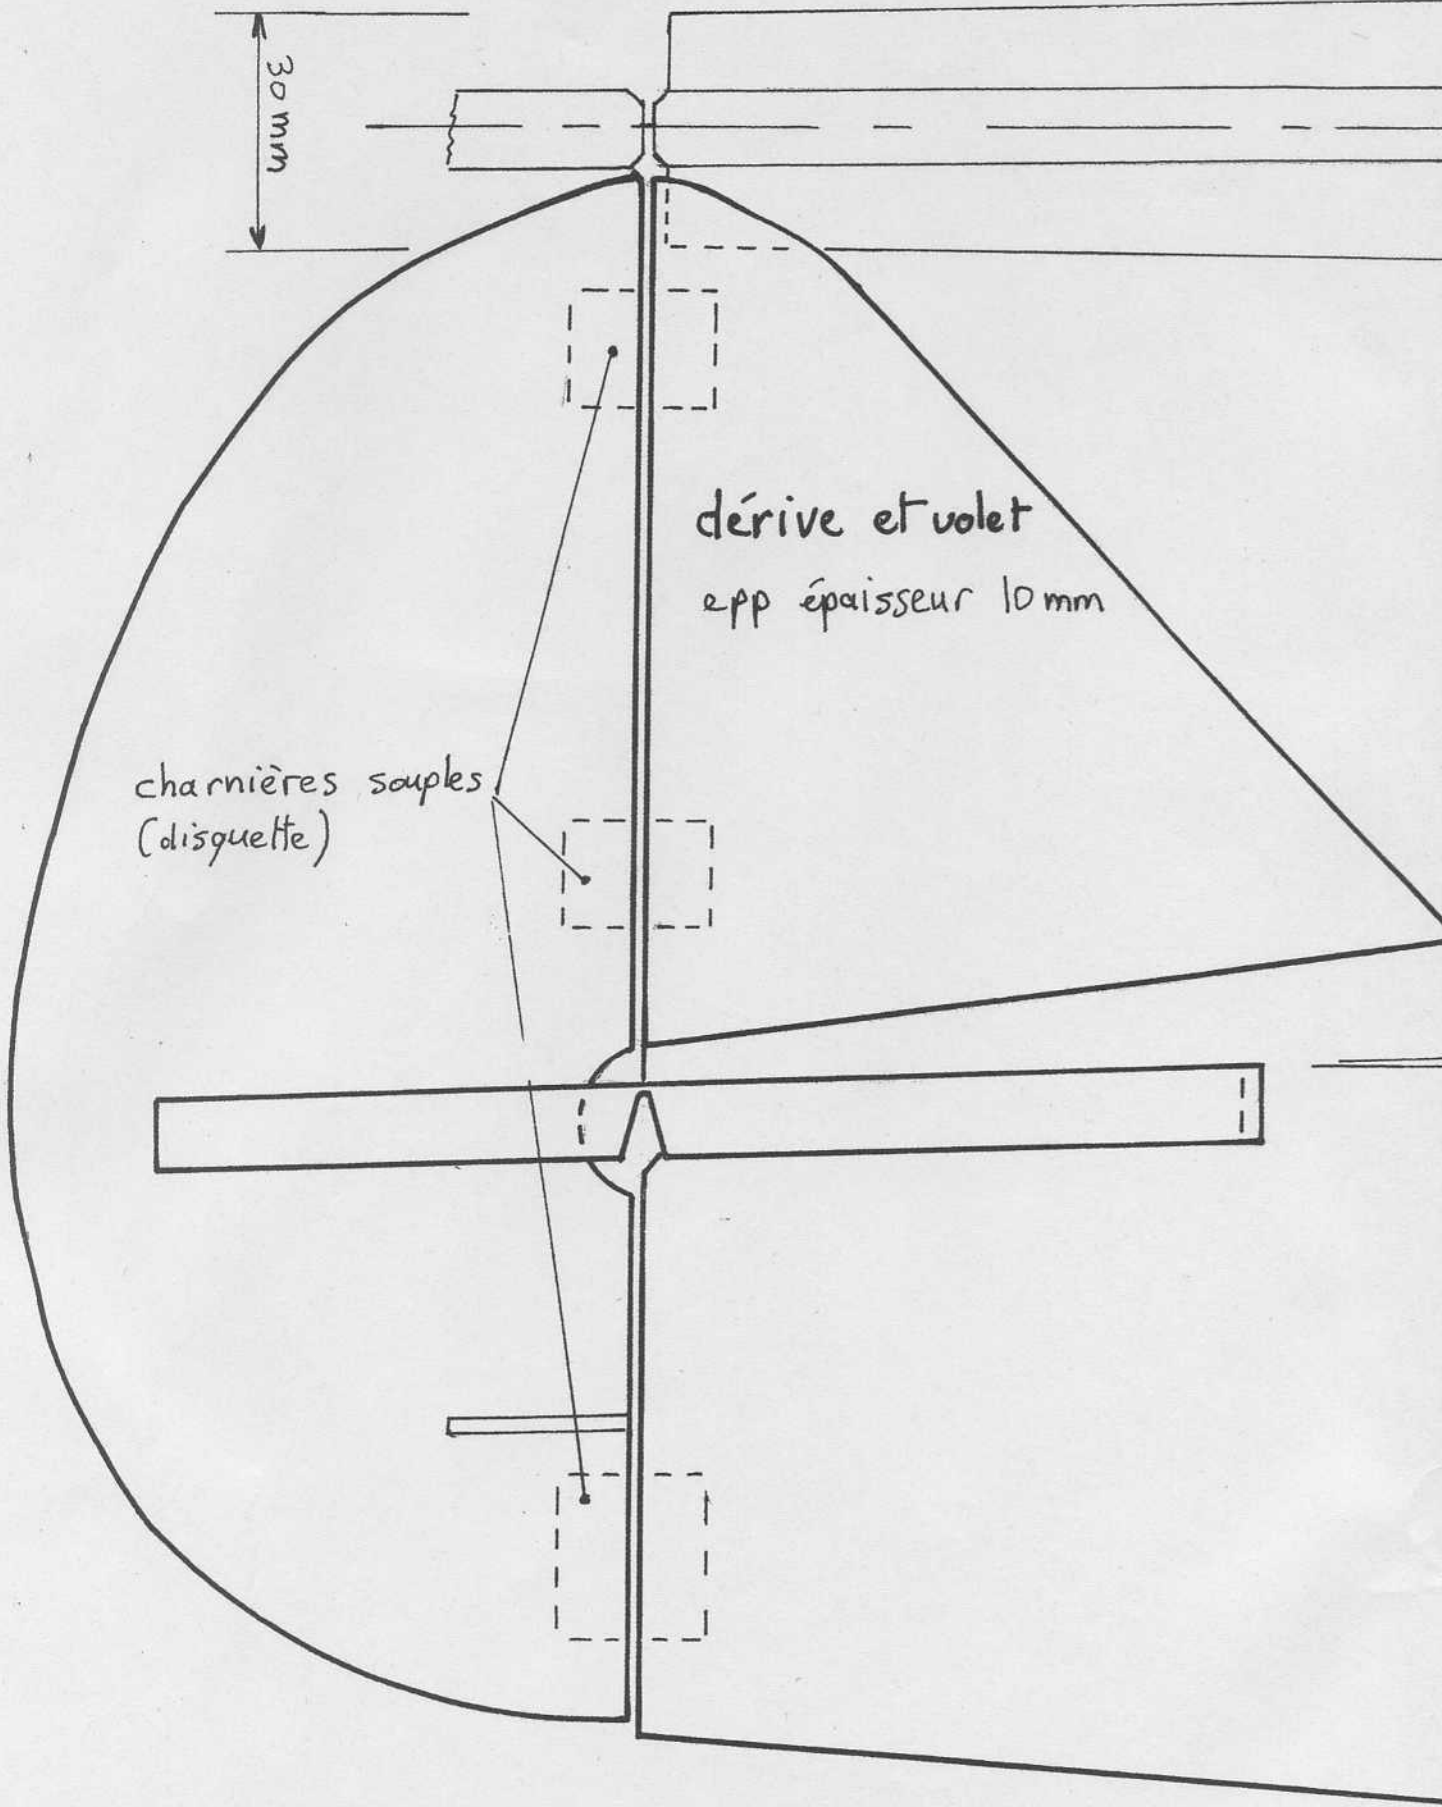 30 mm
dérive et volet
epp épaisseur 10 mm
charnières souples
(disquette)